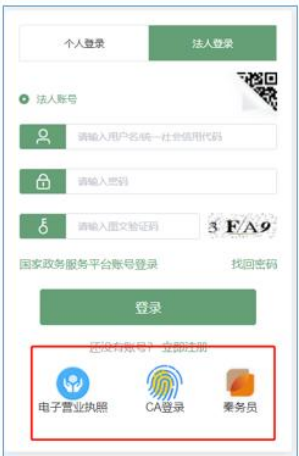 个人登录 法人登录
法人账号
请输入用户名/统一社会信用代码
请输入密码
请输入图文验证码 3 F/A9
国家政务服务平台账号登录 找回密码
登录
还没有账号？ 立即注册
电子营业执照 CA登录 秦务员